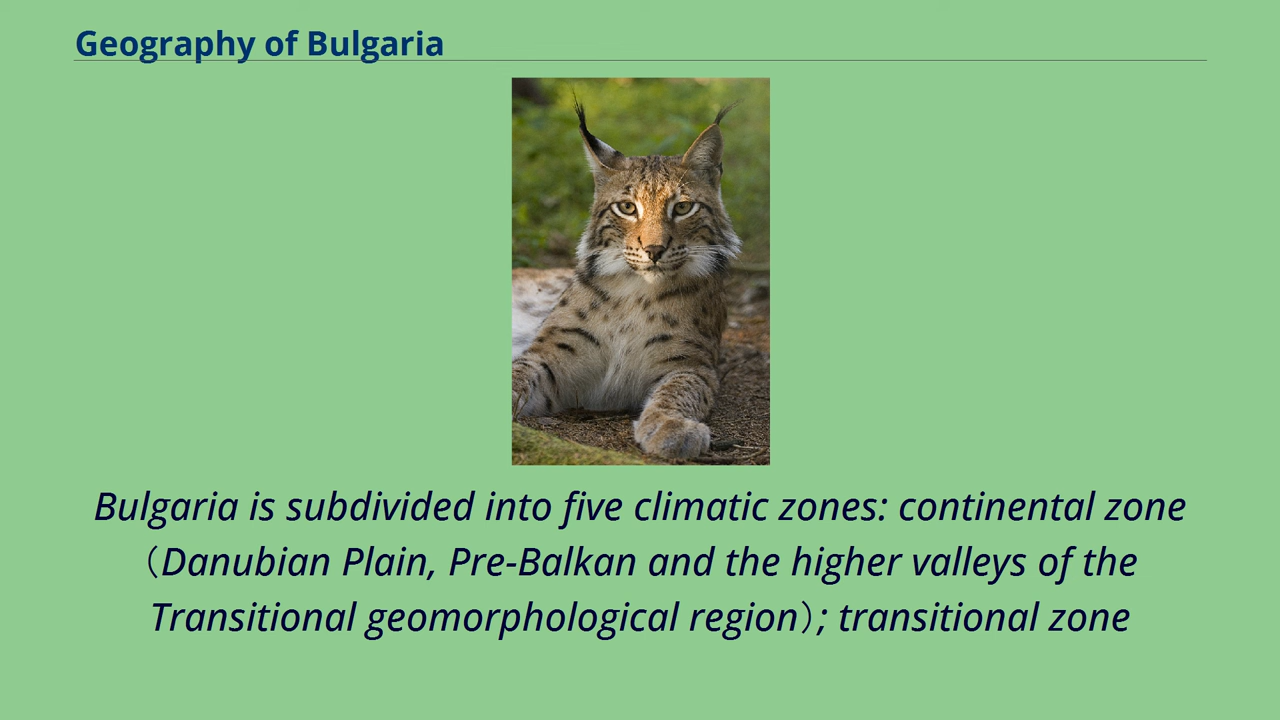 Geography of Bulgaria
Bulgaria is subdivided into five climatic zones: continental zone
（Danubian Plain, Pre-Balkan and the higher valleys of the
Transitional geomorphological region）; transitional zone